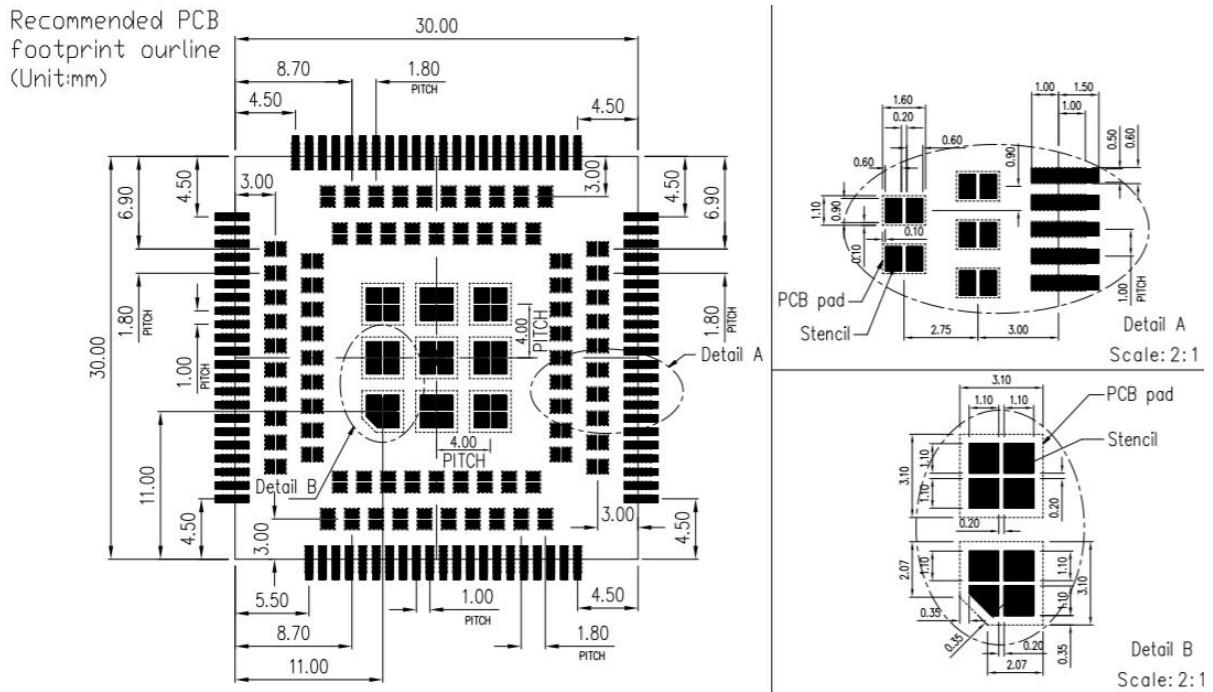 Recommended PCB
footprint ourline
(Unit:mm)
30.00
8.70
1.80
PITCH
4.50
4.50
6.90
4.50
3.00
3.00
4.50
6.90
1.80
PITCH
1.80
PITCH
30.00
1.00
PITCH
4.00
PITCH
Detail A
4.00
PITCH
11.00
Detail B
4.50
3.00
3.00
4.50
5.50
1.00
PITCH
4.50
8.70
1.80
PITCH
11.00
1.60
0.20
0.60
0.60
1.00
1.50
1.00
0.50
0.60
0.90
1.10
0.90
0.10
0.10
PCB pad
Stencil
2.75
3.00
1.00
PITCH
Detail A
Scale: 2:1
3.10
1.10
1.10
PCB pad
Stencil
3.10
1.10
1.10
0.20
0.20
2.07
1.10
1.10
1.10
3.10
0.35
0.35
0.20
0.35
2.07
Detail B
Scale: 2:1